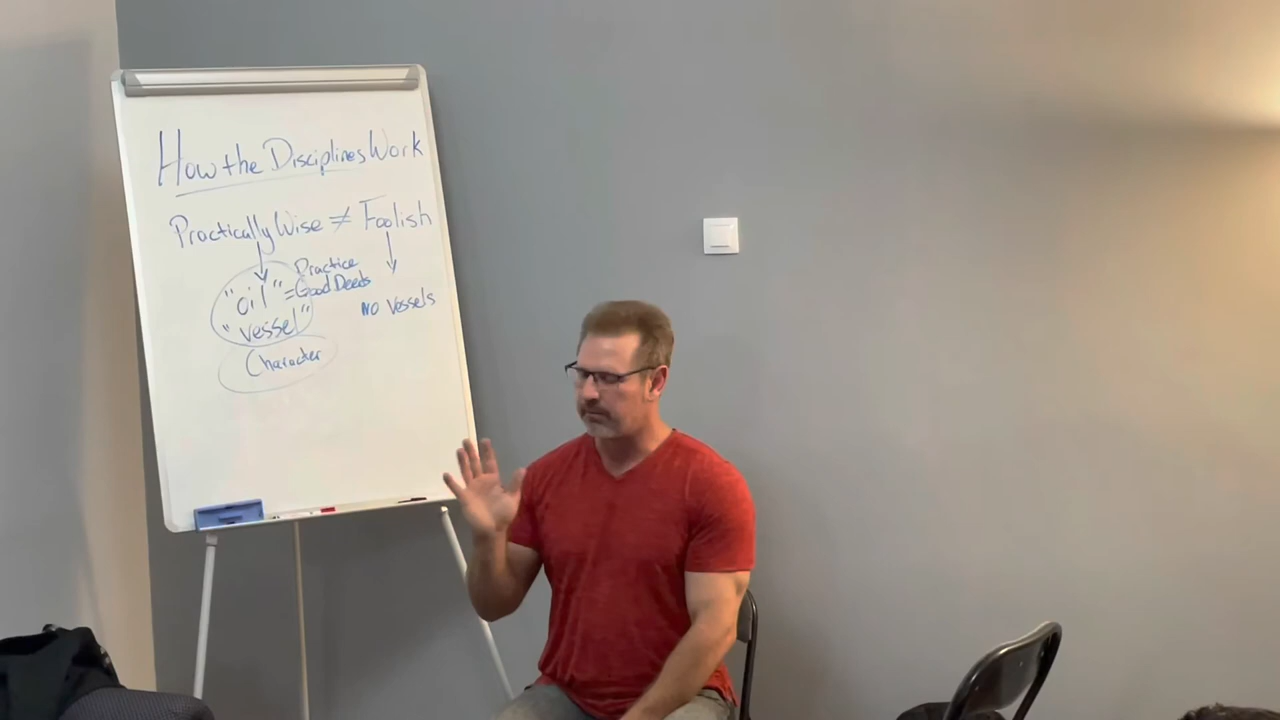 How the Disciplines Work
Practically Wise ≠ Foolish
"oil" = Practice Good Deeds
"vessel"
NO Vessels
Character